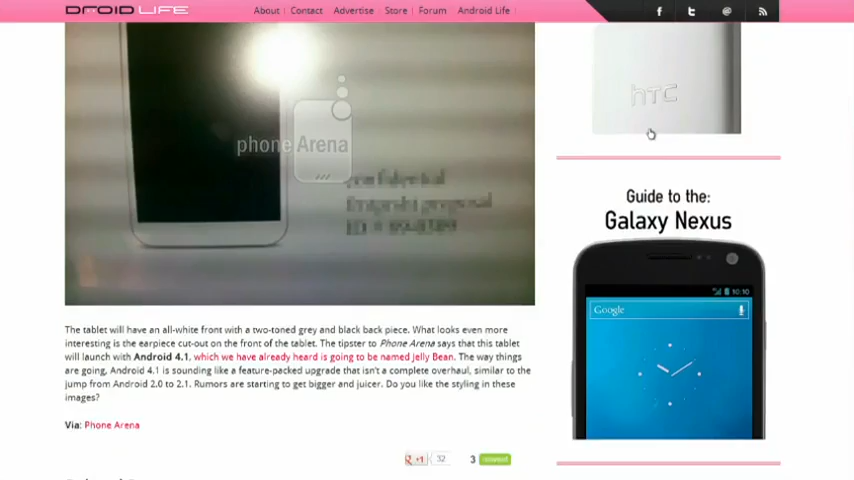 DROID LIFE
About
Contact
Advertise
Store
Forum
Android Life
phone Arena
Confidential
hTC
Guide to the:
Galaxy Nexus
10:10
Google
The tablet will have an all-white front with a two-toned grey and black back piece. What looks even more
interesting is the earpiece cut-out on the front of the tablet. The tipster to Phone Arena says that this tablet
will launch with Android 4.1, which we have already heard is going to be named Jelly Bean. The way things
are going, Android 4.1 is sounding like a feature-packed upgrade that isn't a complete overhaul, similar to the
jump from Android 2.0 to 2.1. Rumors are starting to get bigger and juicer. Do you like the styling in these
images?
Via: Phone Arena
+1 32
3 retweet